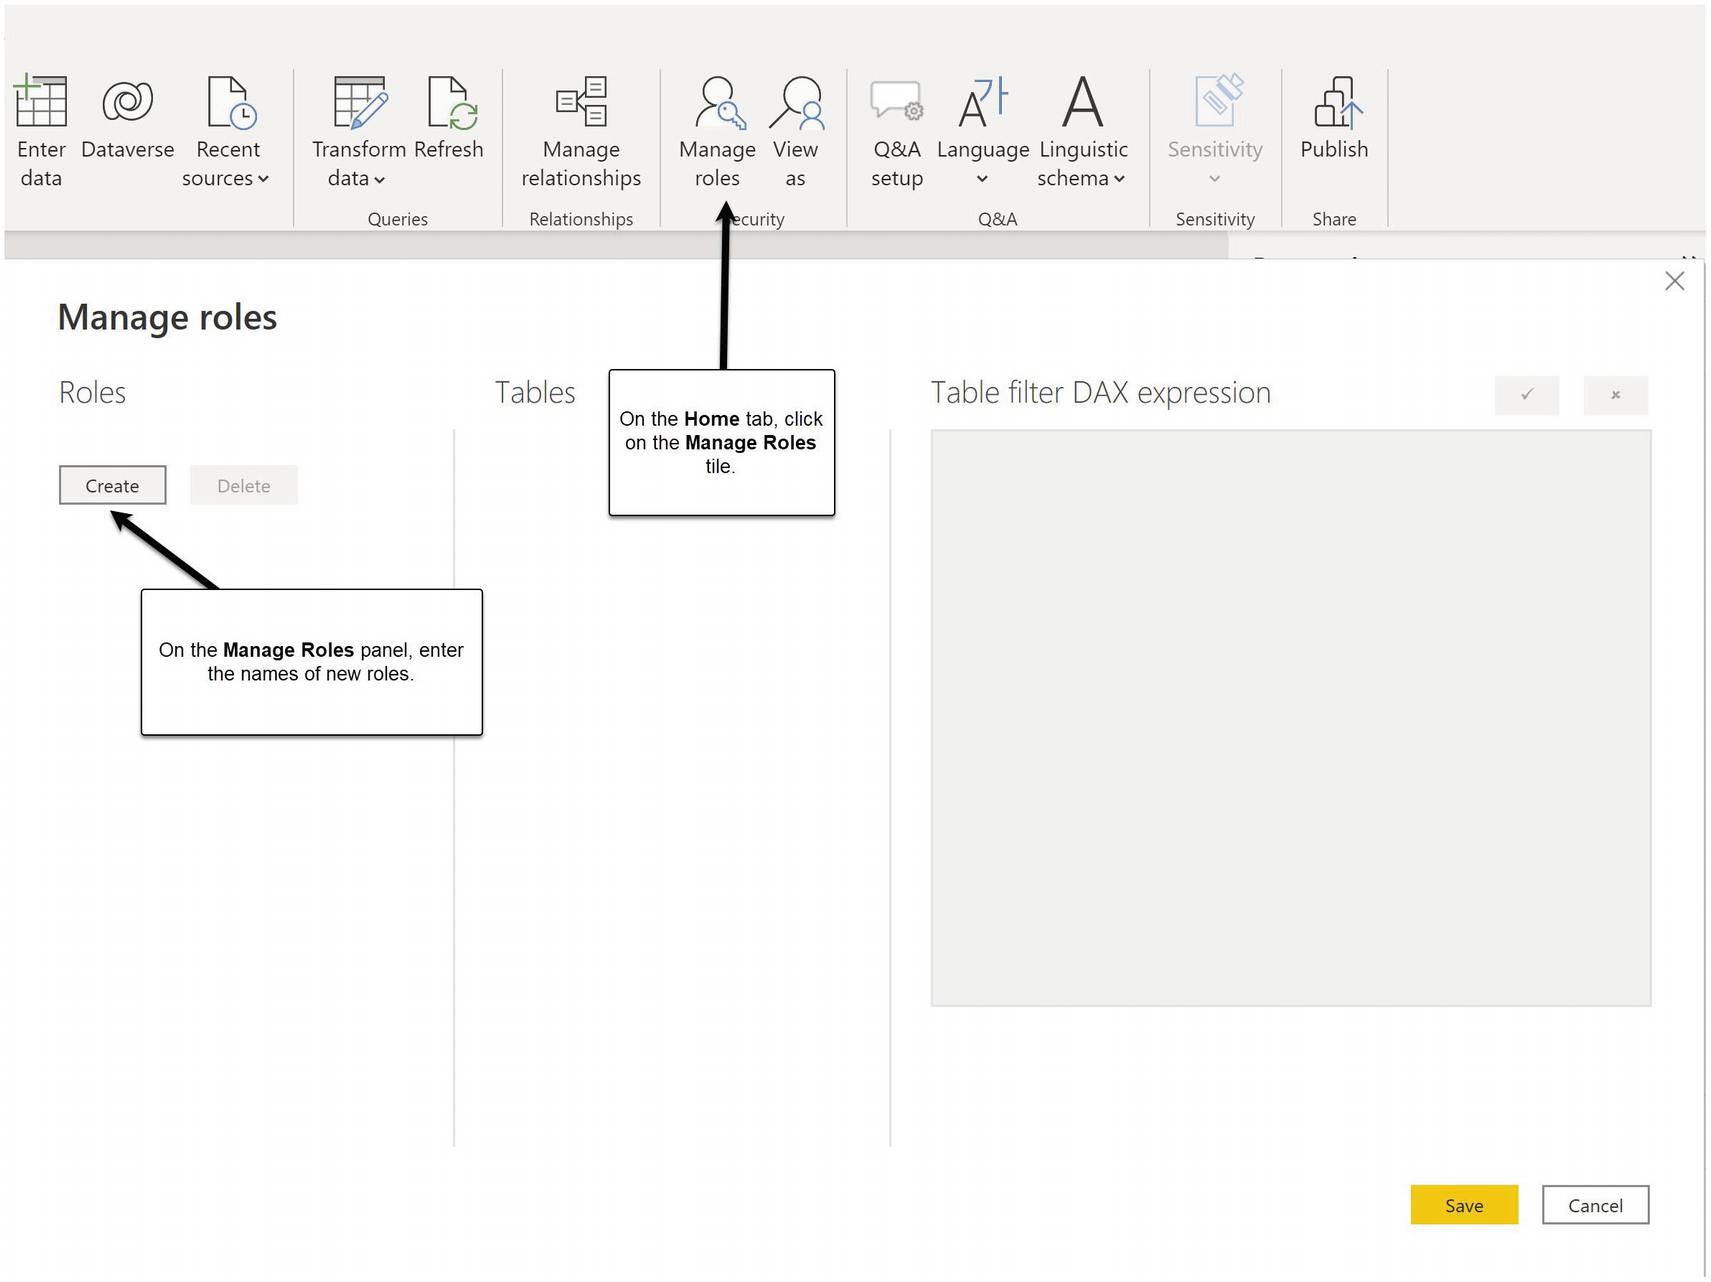 Enter data
Dataverse
Recent sources
Transform data
Refresh
Manage relationships
Manage roles
View as
Q&A setup
Language
Linguistic schema
Sensitivity
Publish
Queries
Relationships
Q&A
Sensitivity
Share
Manage roles
Roles
Tables
Table filter DAX expression
On the Home tab, click
on the Manage Roles
tile.
Create
Delete
On the Manage Roles panel, enter
the names of new roles.
Save
Cancel